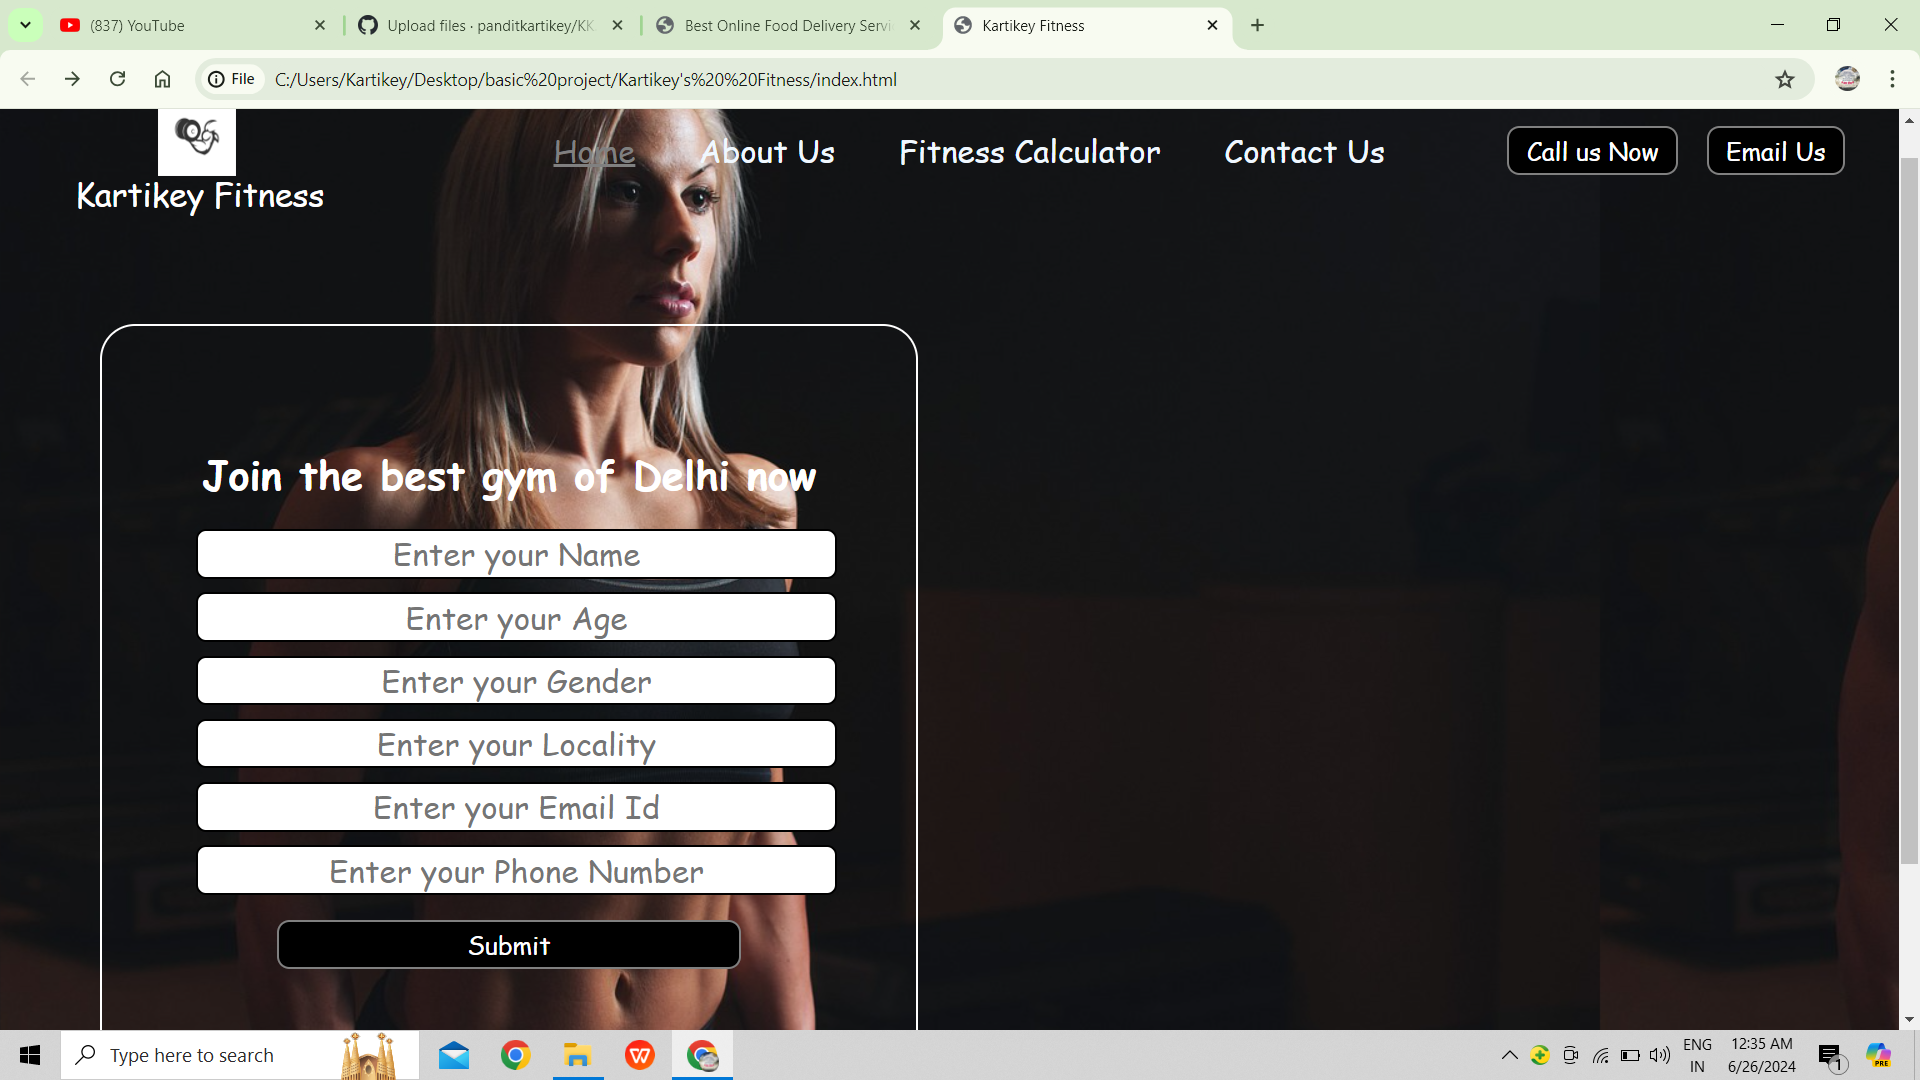 (837) YouTube
Upload files · panditkartikey/KK
Best Online Food Delivery Servi
Kartikey Fitness
File
C:/Users/Kartikey/Desktop/basic%20project/Kartikey's%20%20Fitness/index.html
Home
About Us
Fitness Calculator
Contact Us
Call us Now
Email Us
Kartikey Fitness
Join the best gym of Delhi now
Enter your Name
Enter your Age
Enter your Gender
Enter your Locality
Enter your Email Id
Enter your Phone Number
Submit
Type here to search
ENG
IN
12:35 AM
6/26/2024
1
PRE